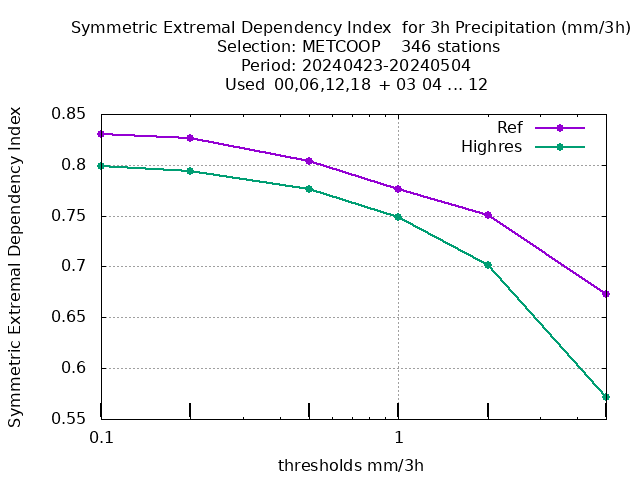 Symmetric Extremal Dependency Index  for 3h Precipitation (mm/3h)
Selection: METCOOP    346 stations
Period: 20240423-20240504
Used  00,06,12,18 + 03 04 ... 12
Symmetric Extremal Dependency Index
0.85
0.8
0.75
0.7
0.65
0.6
0.55
Ref
Highres
0.1
1
thresholds mm/3h